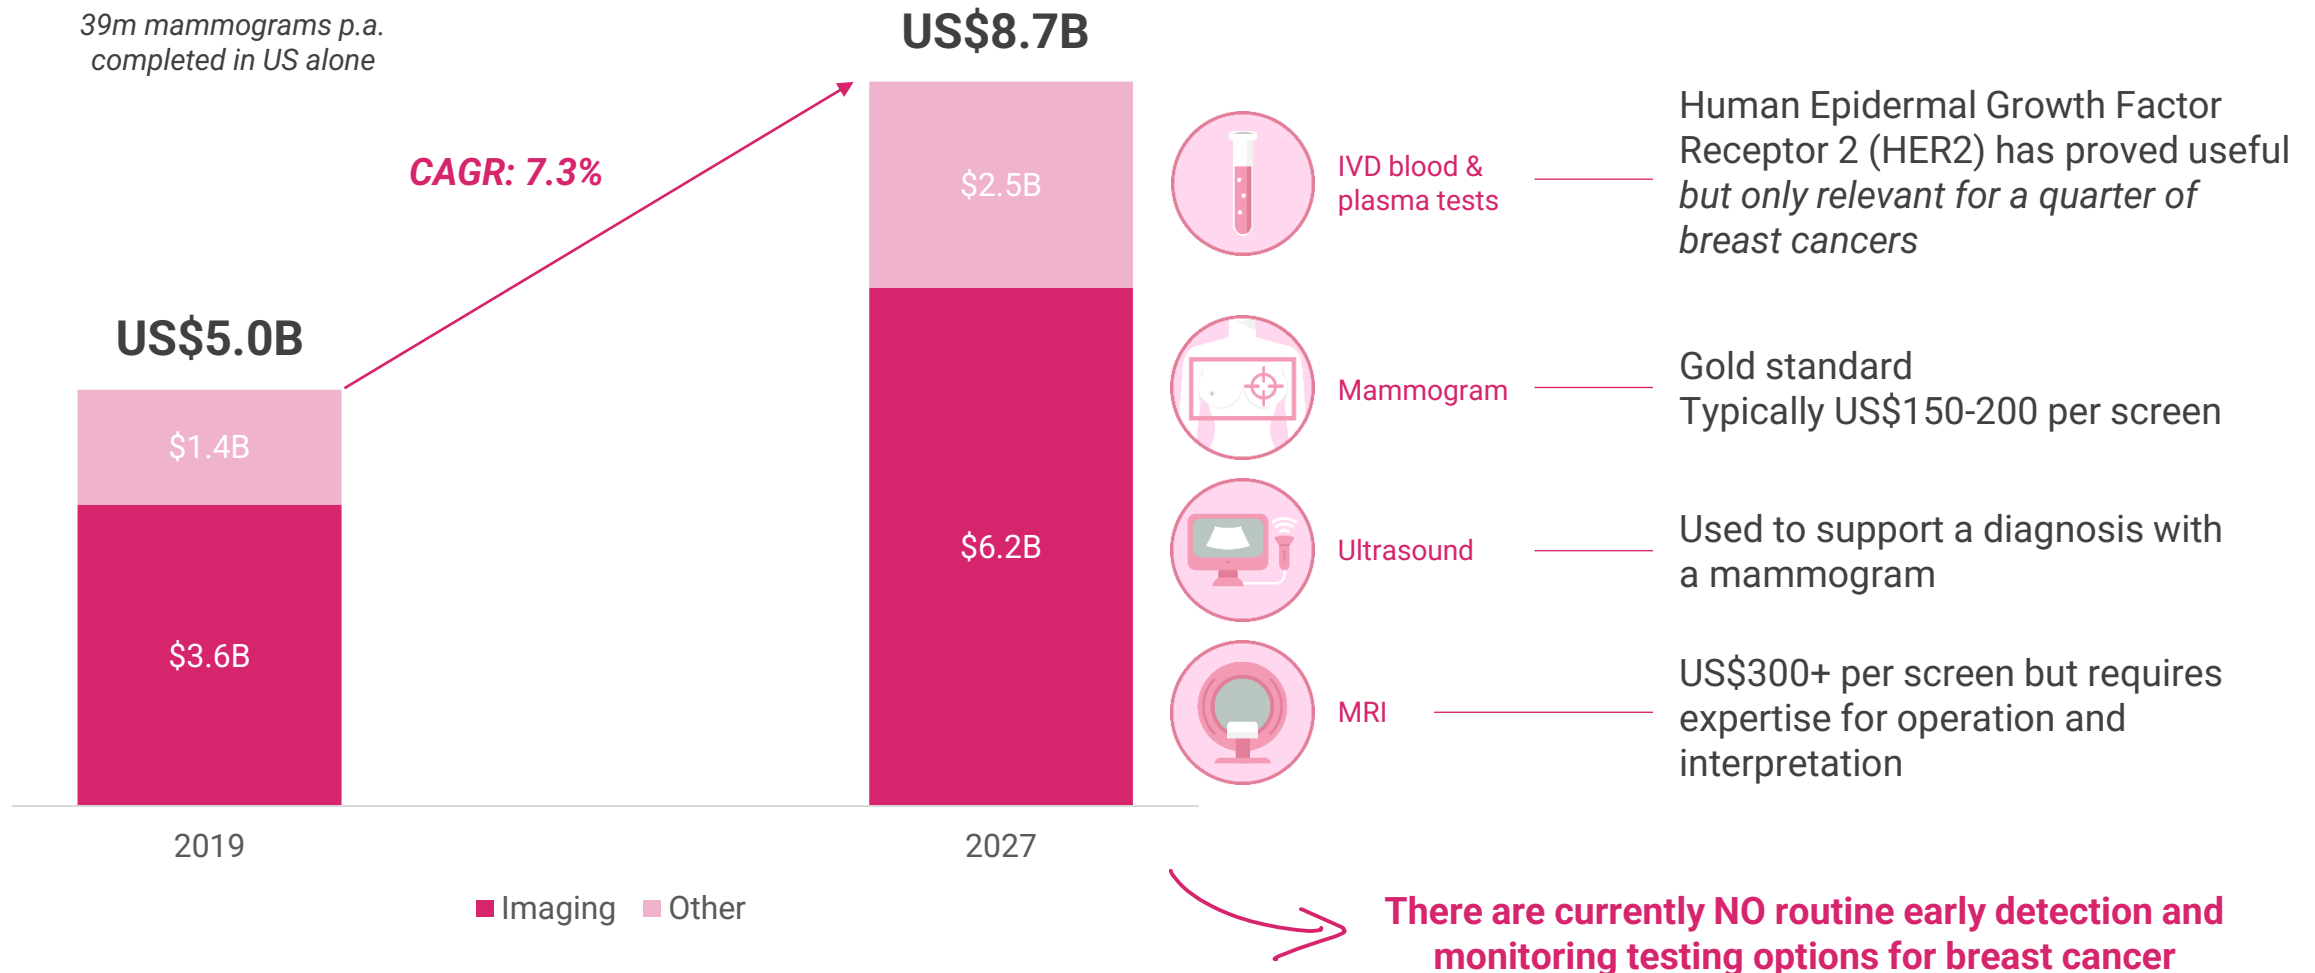 39m mammograms p.a.
completed in US alone
US$8.7B
CAGR: 7.3%
US$5.0B
$1.4B
$3.6B
$2.5B
$6.2B
2019
2027
Imaging
Other
IVD blood &
plasma tests
Human Epidermal Growth Factor
Receptor 2 (HER2) has proved useful
but only relevant for a quarter of
breast cancers
Mammogram
Gold standard
Typically US$150-200 per screen
Ultrasound
Used to support a diagnosis with
a mammogram
MRI
US$300+ per screen but requires
expertise for operation and
interpretation
There are currently NO routine early detection and
monitoring testing options for breast cancer